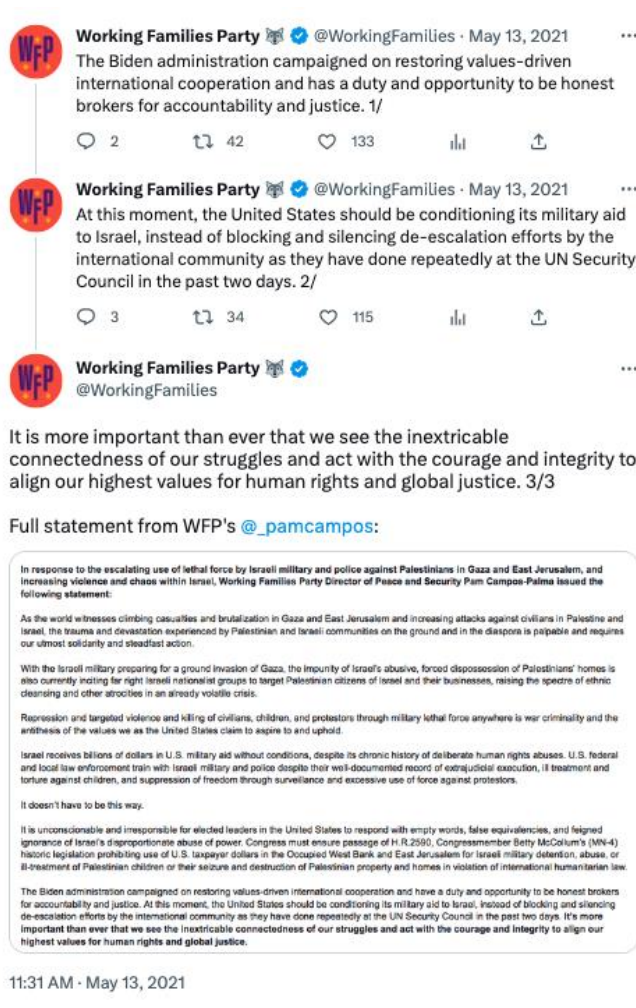 WFP
Working Families Party @WorkingFamilies · May 13, 2021
The Biden administration campaigned on restoring values-driven
international cooperation and has a duty and opportunity to be honest
brokers for accountability and justice. 1/
2 42 133
WFP
Working Families Party @WorkingFamilies · May 13, 2021
At this moment, the United States should be conditioning its military aid
to Israel, instead of blocking and silencing de-escalation efforts by the
international community as they have done repeatedly at the UN Security
Council in the past two days. 2/
3 34 115
WFP
Working Families Party
@WorkingFamilies
It is more important than ever that we see the inextricable
connectedness of our struggles and act with the courage and integrity to
align our highest values for human rights and global justice. 3/3
Full statement from WFP's @_pamcampos:
In response to the escalating use of lethal force by Israeli military and police against Palestinians in Gaza and East Jerusalem, and
increasing violence and chaos within Israel, Working Families Party Director of Peace and Security Pam Campos-Palma issued the
following statement:
As the world witnesses climbing casualties and brutalization in Gaza and East Jerusalem and increasing attacks against civilians in Palestine and
Israel, the trauma and devastation experienced by Palestinian and Israeli communities on the ground and in the diaspora is palpable and requires
our utmost solidarity and steadfast action.
With the Israeli military preparing for a ground invasion of Gaza, the impunity of Israel's abusive, forced dispossession of Palestinians' homes is
also currently inciting far right Israeli nationalist groups to target Palestinian citizens of Israel and their businesses, raising the spectre of ethnic
cleansing and other atrocities in an already volatile crisis.
Repression and targeted violence and killing of civilians, children, and protestors through military lethal force anywhere is war criminality and the
antithesis of the values we as the United States claim to aspire to and uphold.
Israel receives billions of dollars in U.S. military aid without conditions, despite its chronic history of deliberate human rights abuses. U.S. federal
and local law enforcement train with Israeli military and police despite their well-documented record of extrajudicial execution, ill treatment and
torture against children, and suppression of freedom through surveillance and excessive use of force against protestors.
It doesn't have to be this way.
It is unconscionable and irresponsible for elected leaders in the United States to respond with empty words, false equivalencies, and feigned
ignorance of Israel's disproportionate abuse of power. Congress must ensure passage of H.R.2590, Congressmember Betty McCollum's (MN-4)
historic legislation prohibiting use of U.S. taxpayer dollars in the Occupied West Bank and East Jerusalem for Israeli military detention, abuse, or
ill-treatment of Palestinian children or their seizure and destruction of Palestinian property and homes in violation of international humanitarian law.
The Biden administration campaigned on restoring values-driven international cooperation and have a duty and opportunity to be honest brokers
for accountability and justice. At this moment, the United States should be conditioning its military aid to Israel, instead of blocking and silencing
de-escalation efforts by the international community as they have done repeatedly at the UN Security Council in the past two days. It's more
important than ever that we see the inextricable connectedness of our struggles and act with the courage and integrity to align our
highest values for human rights and global justice.
11:31 AM · May 13, 2021